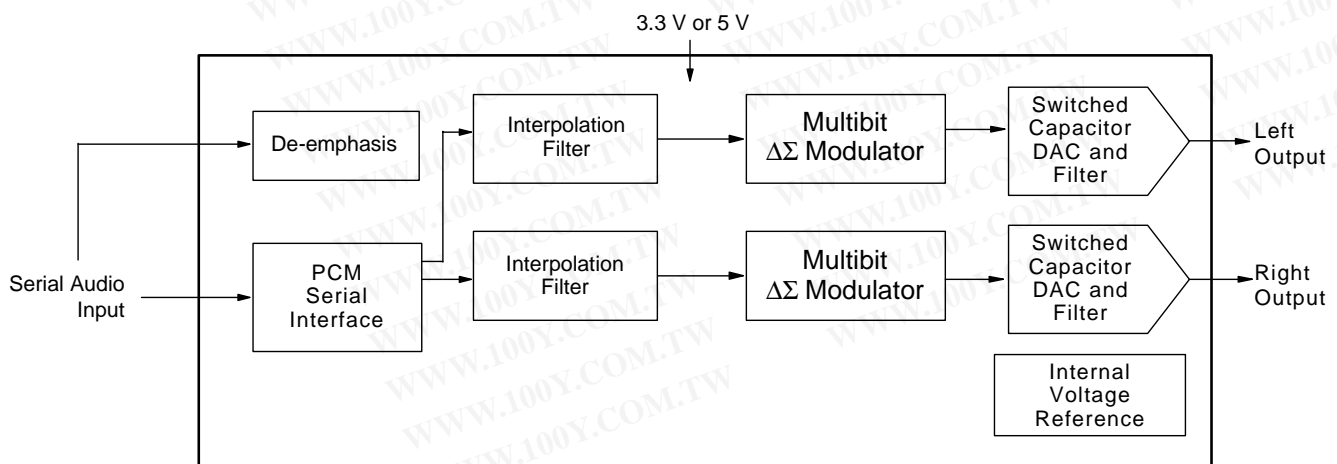 3.3 V or 5 V
De-emphasis
Interpolation
Filter
Multibit
ΔΣ Modulator
Switched
Capacitor
DAC and
Filter
Left
Output
Serial Audio
Input
PCM
Serial
Interface
Interpolation
Filter
Multibit
ΔΣ Modulator
Switched
Capacitor
DAC and
Filter
Right
Output
Internal
Voltage
Reference
WWW.100Y.COM.TW